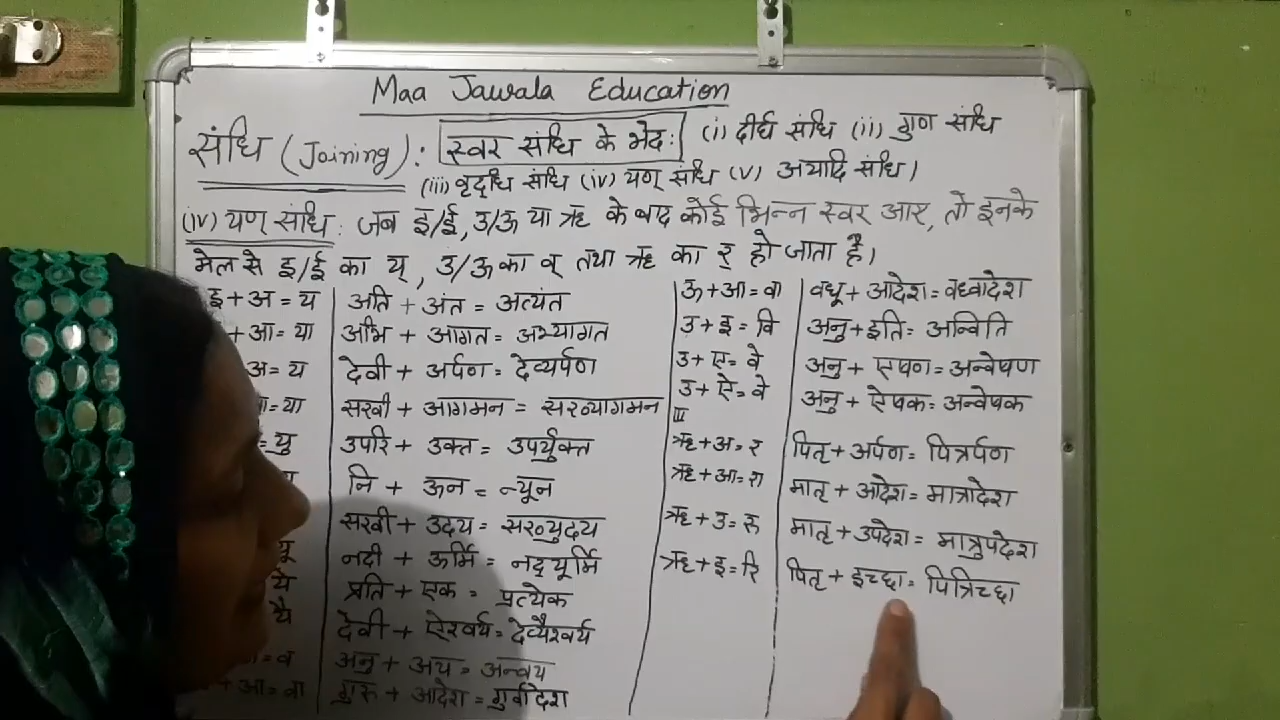 Maa Jawala Education
संधि (Joining): स्वर संधि के भेद: (i) दीर्घ संधि (ii) गुण संधि
(iii) वृद्धि संधि (iv) यण् संधि (v) अयादि संधि।
(iv) यण् संधि: जब इ/ई, उ/ऊ या ऋ के बाद कोई भिन्न स्वर आए, तो इनके
मेल से इ/ई का य्, उ/ऊ का व् तथा ऋ का र् हो जाता है।
इ + अ = य अति + अंत = अत्यंत
+ आ = या अभि + आगत = अभ्यागत
अ = य देवी + अर्पण = देव्यर्पण
= या सखी + आगमन = सख्यागमन
= यु उपरि + उक्त = उपर्युक्त
नि + ऊन = न्यून
सखी + उदय = सख्युदय
यू नदी + ऊर्मि = नद्यूर्मि
ये प्रति + एक = प्रत्येक
यै देवी + ऐश्वर्य = देव्यैश्वर्य
= व अनु + अय = अन्वय
+ आ = वा गुरु + आदेश = गुर्वादेश
ऊ + आ = वा वधू + आदेश = वध्वादेश
उ + इ = वि अनु + इति = अन्विति
उ + ए = वे अनु + एषण = अन्वेषण
उ + ऐ = वे अनु + ऐषक = अन्वेषक
III
ऋ + अ = र पितृ + अर्पण = पित्रर्पण
ऋ + आ = रा मातृ + आदेश = मात्रादेश
ऋ + उ = रु मातृ + उपदेश = मात्रुपदेश
ऋ + इ = रि पितृ + इच्छा = पित्रिच्छा